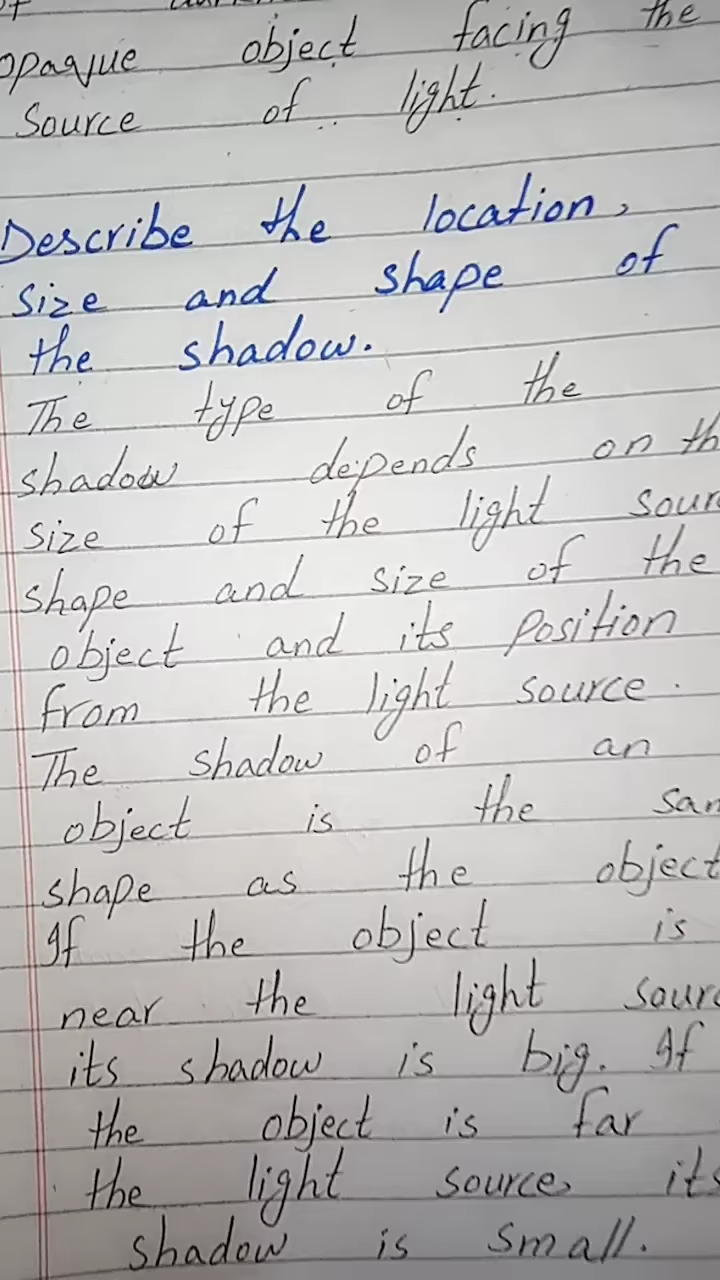 opaque object facing the
Source of light.
Describe the location,
size and shape of
the shadow.
The type of the
shadow depends on th
size of the light sour
shape and size of the
object and its position
from the light source.
The shadow of an
object is the sam
shape as the object
If the object is
near the light sourc
its shadow is big. If
the object is far
the light source, its
shadow is small.